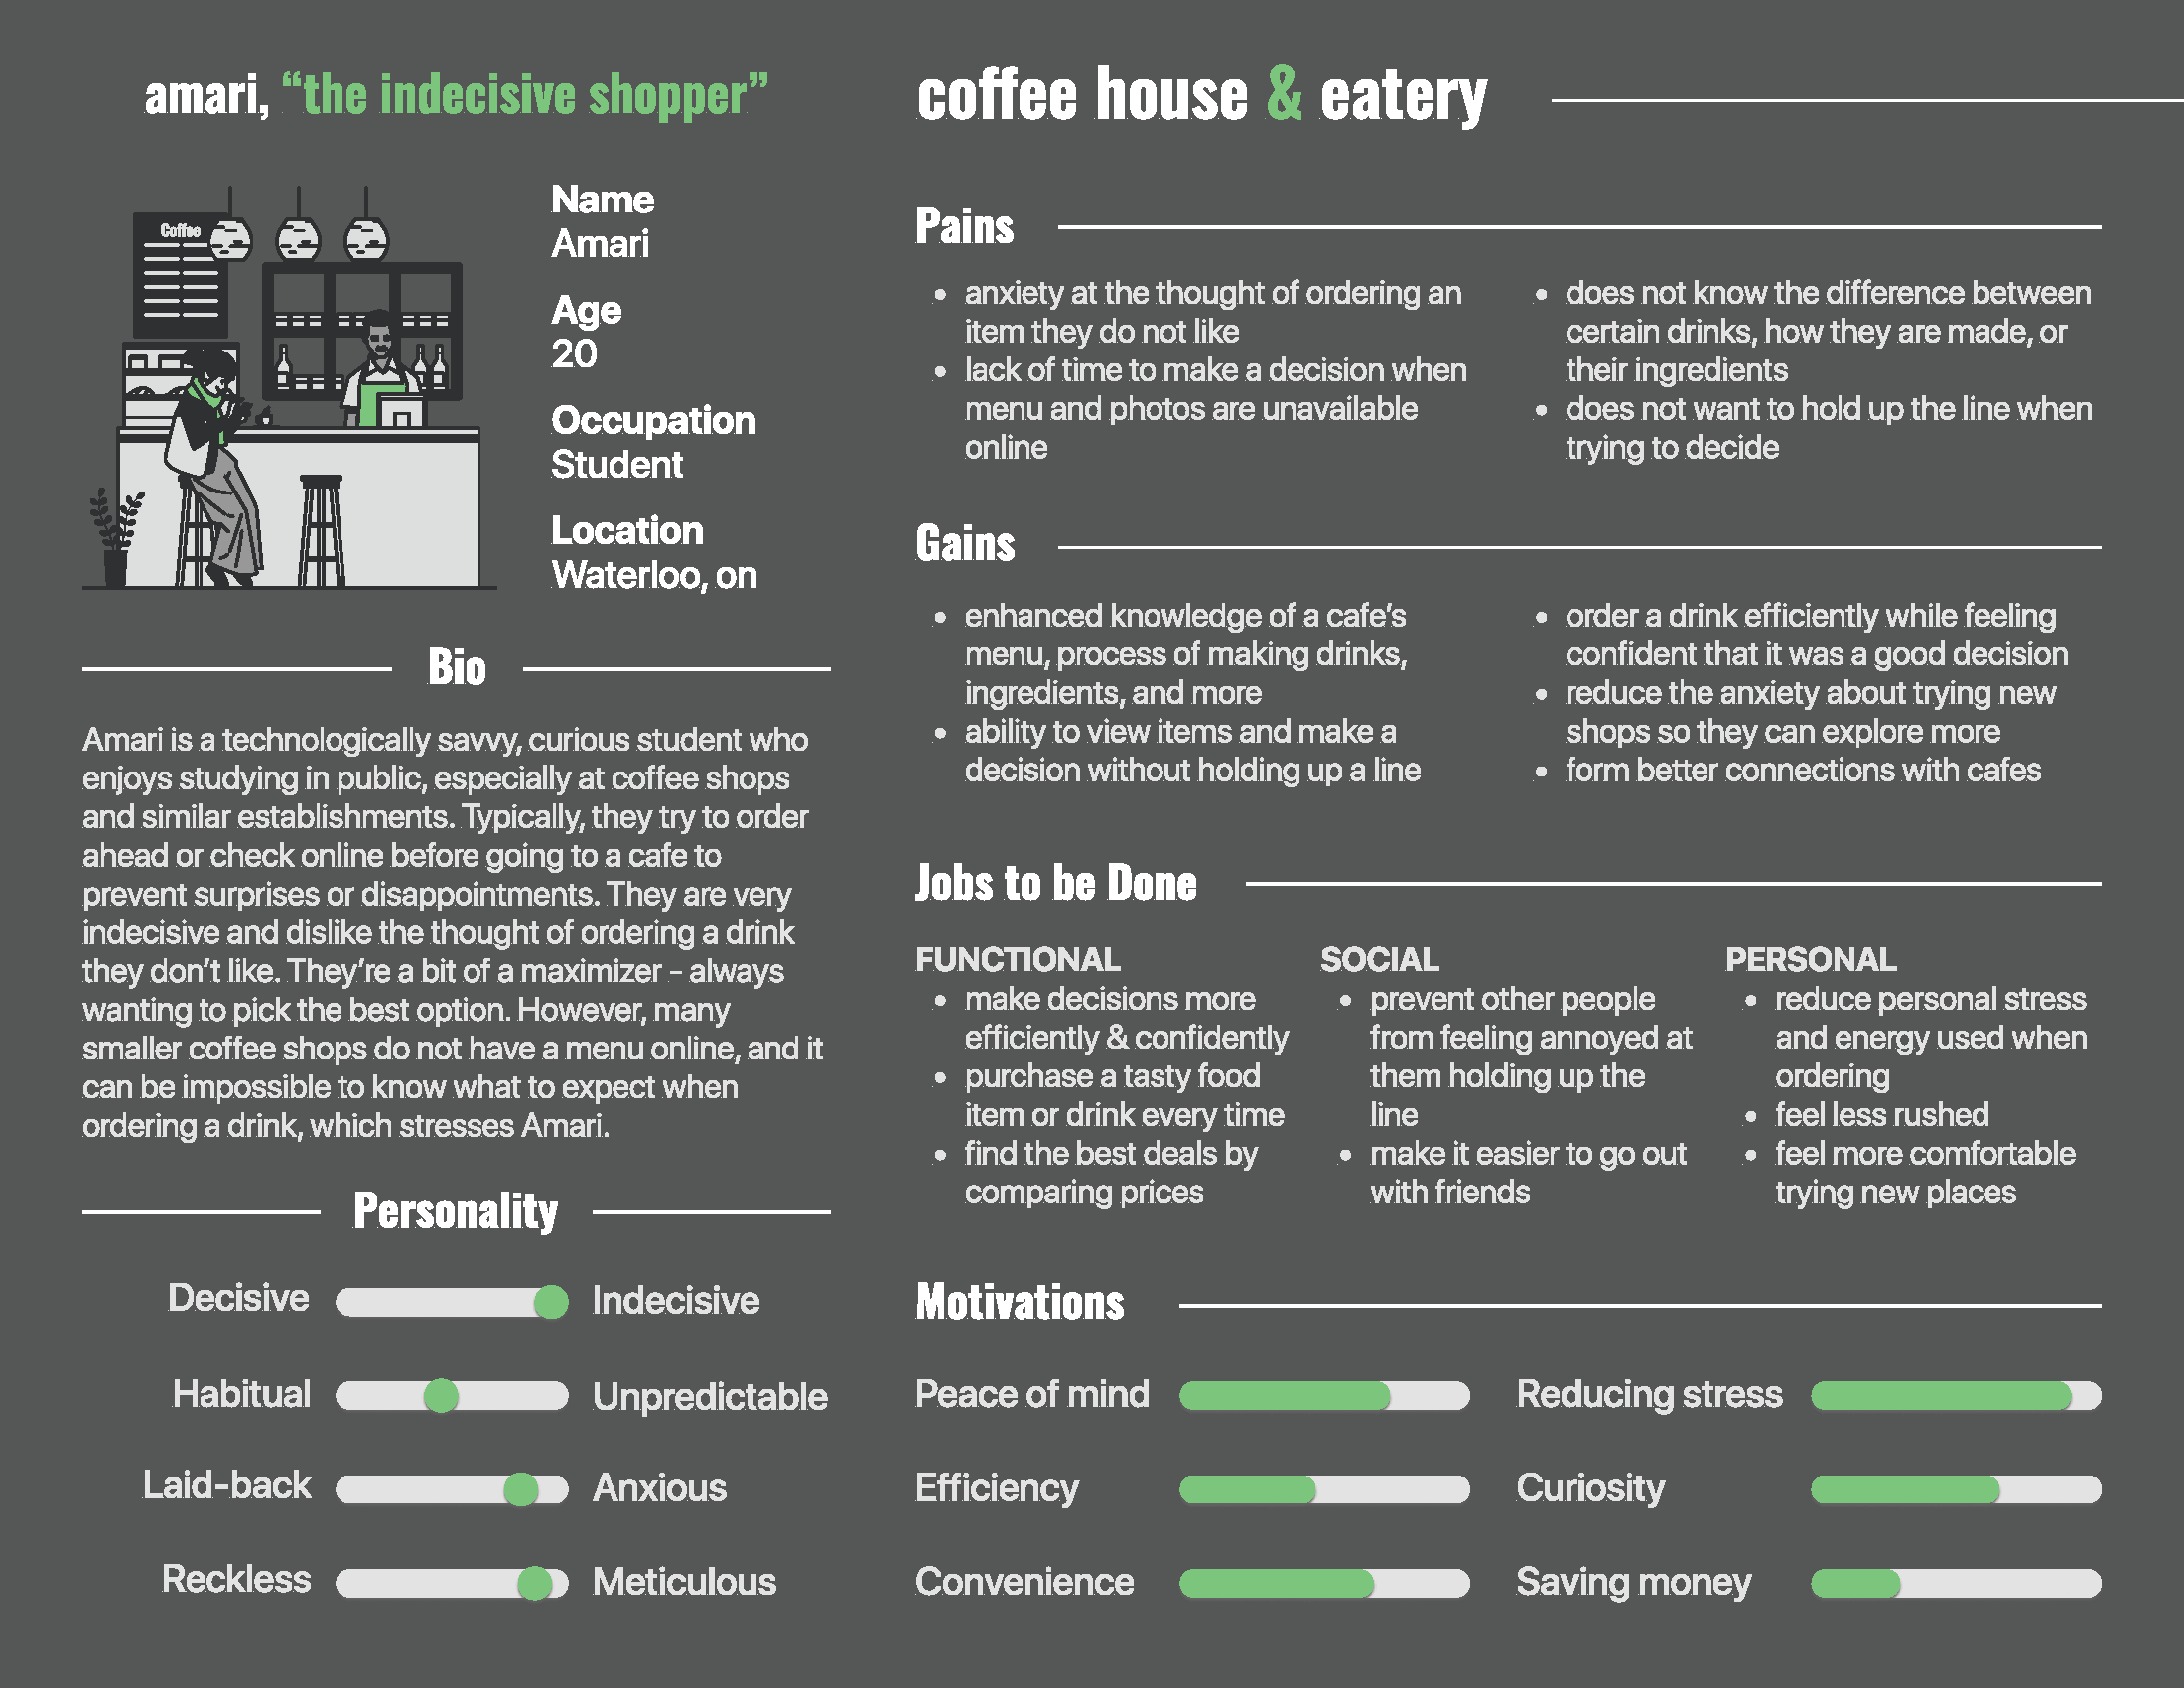 amari, “the indecisive shopper”
Coffee
Name
Amari
Age
20
Occupation
Student
Location
Waterloo, on
Bio
Amari is a technologically savvy, curious student who
enjoys studying in public, especially at coffee shops
and similar establishments. Typically, they try to order
ahead or check online before going to a cafe to
prevent surprises or disappointments. They are very
indecisive and dislike the thought of ordering a drink
they don’t like. They’re a bit of a maximizer - always
wanting to pick the best option. However, many
smaller coffee shops do not have a menu online, and it
can be impossible to know what to expect when
ordering a drink, which stresses Amari.
Personality
Decisive Indecisive
Habitual Unpredictable
Laid-back Anxious
Reckless Meticulous
coffee house & eatery
Pains
• anxiety at the thought of ordering an
item they do not like
• lack of time to make a decision when
menu and photos are unavailable
online
• does not know the difference between
certain drinks, how they are made, or
their ingredients
• does not want to hold up the line when
trying to decide
Gains
• enhanced knowledge of a cafe’s
menu, process of making drinks,
ingredients, and more
• ability to view items and make a
decision without holding up a line
• order a drink efficiently while feeling
confident that it was a good decision
• reduce the anxiety about trying new
shops so they can explore more
• form better connections with cafes
Jobs to be Done
FUNCTIONAL
• make decisions more
efficiently & confidently
• purchase a tasty food
item or drink every time
• find the best deals by
comparing prices
SOCIAL
• prevent other people
from feeling annoyed at
them holding up the
line
• make it easier to go out
with friends
PERSONAL
• reduce personal stress
and energy used when
ordering
• feel less rushed
• feel more comfortable
trying new places
Motivations
Peace of mind
Efficiency
Convenience
Reducing stress
Curiosity
Saving money